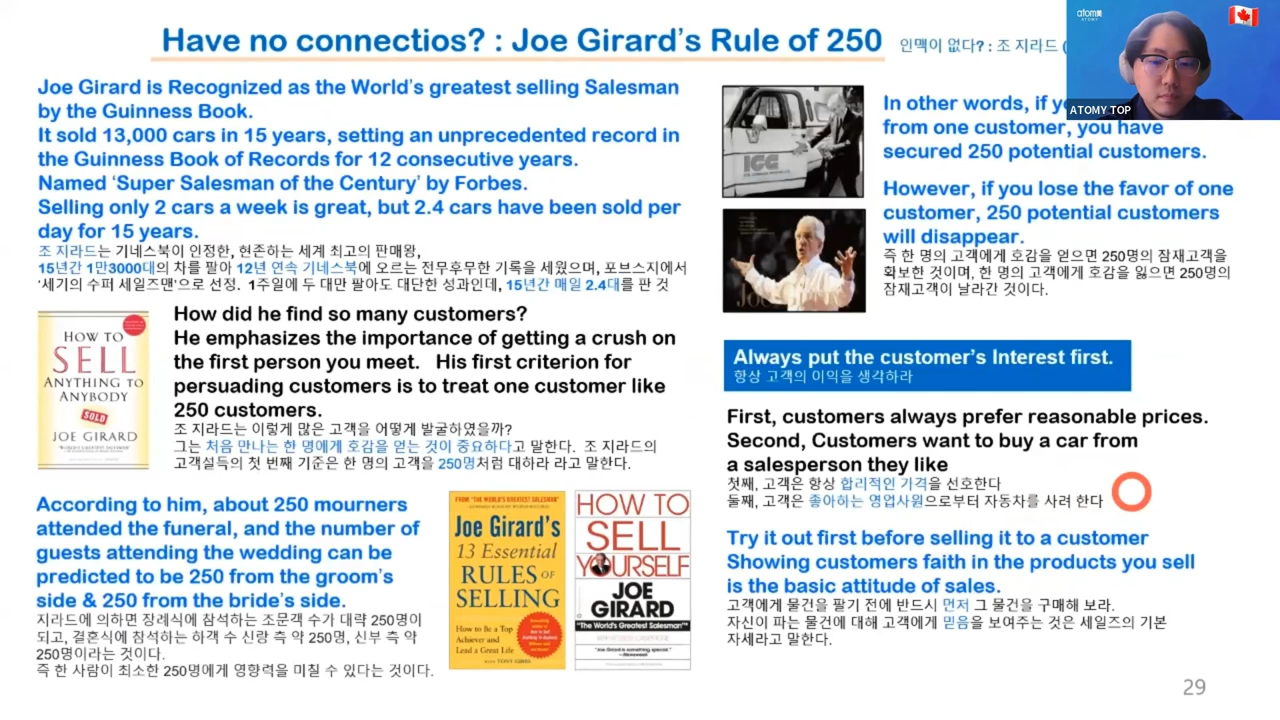 Have no connectios? : Joe Girard's Rule of 250
인맥이 없다? : 조 지라드 (
atom美
ATOMY
ATOMY TOP
Joe Girard is Recognized as the World's greatest selling Salesman
by the Guinness Book.
It sold 13,000 cars in 15 years, setting an unprecedented record in
the Guinness Book of Records for 12 consecutive years.
Named 'Super Salesman of the Century' by Forbes.
Selling only 2 cars a week is great, but 2.4 cars have been sold per
day for 15 years.
조 지라드는 기네스북이 인정한, 현존하는 세계 최고의 판매왕,
15년간 1만3000대의 차를 팔아 12년 연속 기네스북에 오르는 전무후무한 기록을 세웠으며, 포브스지에서
'세기의 수퍼 세일즈맨'으로 선정. 1주일에 두 대만 팔아도 대단한 성과인데, 15년간 매일 2.4대를 판 것
HOW TO
SELL
ANYTHING TO
ANYBODY
SOLD
JOE GIRARD
How did he find so many customers?
He emphasizes the importance of getting a crush on
the first person you meet. His first criterion for
persuading customers is to treat one customer like
250 customers.
조 지라드는 이렇게 많은 고객을 어떻게 발굴하였을까?
그는 처음 만나는 한 명에게 호감을 얻는 것이 중요하다고 말한다. 조 지라드의
고객설득의 첫 번째 기준은 한 명의 고객을 250명처럼 대하라 라고 말한다.
According to him, about 250 mourners
attended the funeral, and the number of
guests attending the wedding can be
predicted to be 250 from the groom's
side & 250 from the bride's side.
지라드에 의하면 장례식에 참석하는 조문객 수가 대략 250명이
되고, 결혼식에 참석하는 하객 수 신랑 측 약 250명, 신부 측 약
250명이라는 것이다.
즉 한 사람이 최소한 250명에게 영향력을 미칠 수 있다는 것이다.
FROM "THE WORLD'S GREATEST SALESMAN"
Joe Girard's
13 Essential
RULES OF
SELLING
How to Be a Top
Achiever and
Lead a Great Life
WITH TONY GIBBS
HOW TO
SELL
YOURSELF
JOE
GIRARD
"The World's Greatest Salesman"
"Joe Girard is something special."
ICC
JOE GIRARD
In other words, if yo
from one customer, you have
secured 250 potential customers.
However, if you lose the favor of one
customer, 250 potential customers
will disappear.
즉 한 명의 고객에게 호감을 얻으면 250명의 잠재고객을
확보한 것이며, 한 명의 고객에게 호감을 잃으면 250명의
잠재고객이 날라간 것이다.
Always put the customer's Interest first.
항상 고객의 이익을 생각하라
First, customers always prefer reasonable prices.
Second, Customers want to buy a car from
a salesperson they like
첫째, 고객은 항상 합리적인 가격을 선호한다
둘째, 고객은 좋아하는 영업사원으로부터 자동차를 사려 한다
Try it out first before selling it to a customer
Showing customers faith in the products you sell
is the basic attitude of sales.
고객에게 물건을 팔기 전에 반드시 먼저 그 물건을 구매해 보라.
자신이 파는 물건에 대해 고객에게 믿음을 보여주는 것은 세일즈의 기본
자세라고 말한다.
29